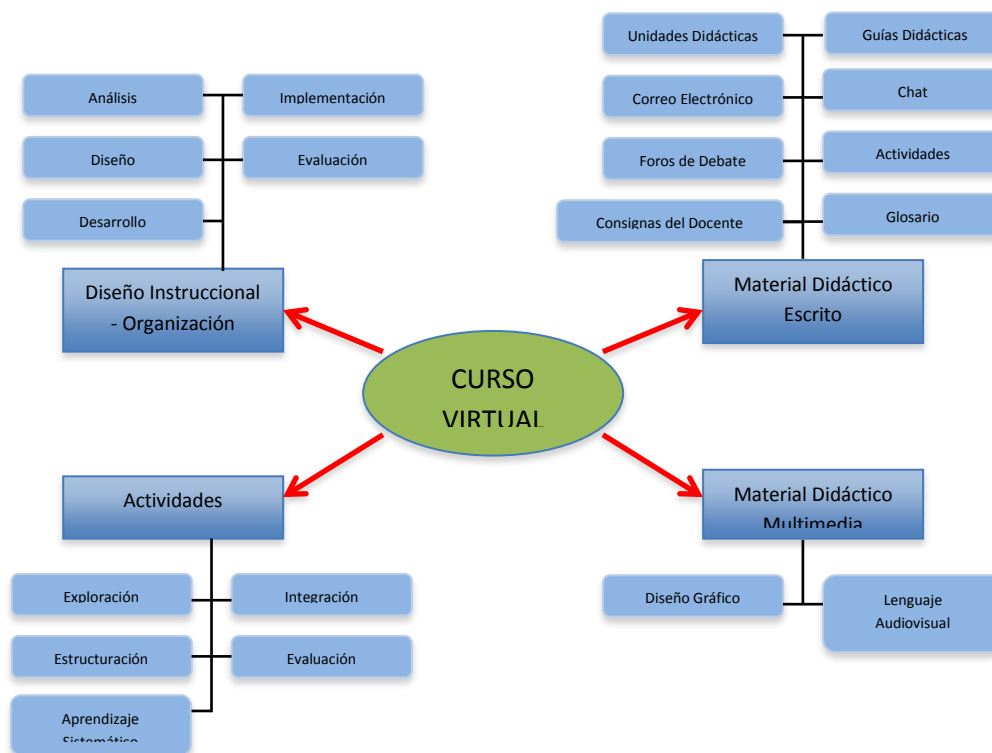 Unidades Didácticas
Guías Didácticas
Análisis
Implementación
Correo Electrónico
Chat
Diseño
Evaluación
Foros de Debate
Actividades
Desarrollo
Consignas del Docente
Glosario
Diseño Instruccional
- Organización
Material Didáctico
Escrito
CURSO
VIRTUAL
Actividades
Material Didáctico
Multimedia
Exploración
Integración
Diseño Gráfico
Lenguaje
Audiovisual
Estructuración
Evaluación
Aprendizaje
Sistemático